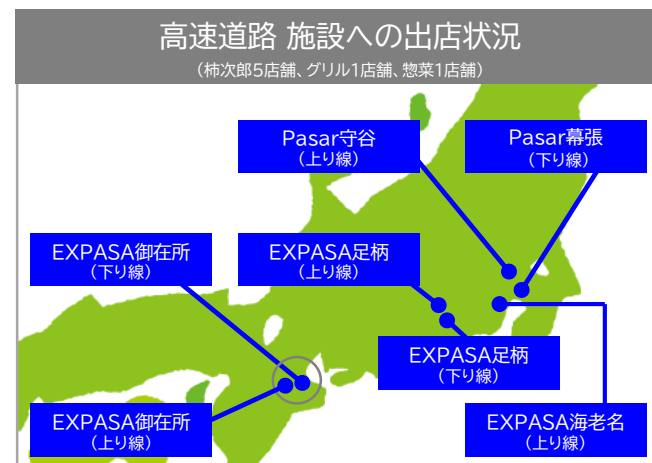 高速道路 施設への出店状況
(柿次郎5店舗、グリル1店舗、惣菜1店舗)
Pasar守谷
(上り線)
Pasar幕張
(下り線)
EXPASA御在所
(下り線)
EXPASA足柄
(上り線)
EXPASA足柄
(下り線)
EXPASA御在所
(上り線)
EXPASA海老名
(上り線)